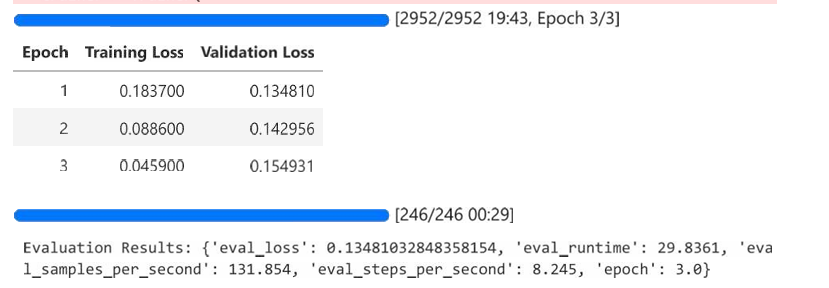 [2952/2952 19:43, Epoch 3/3]
Epoch Training Loss Validation Loss
1 0.183700 0.134810
2 0.088600 0.142956
3 0.045900 0.154931
[246/246 00:29]
Evaluation Results: {'eval_loss': 0.13481032848358154, 'eval_runtime': 29.8361, 'eva
l_samples_per_second': 131.854, 'eval_steps_per_second': 8.245, 'epoch': 3.0}